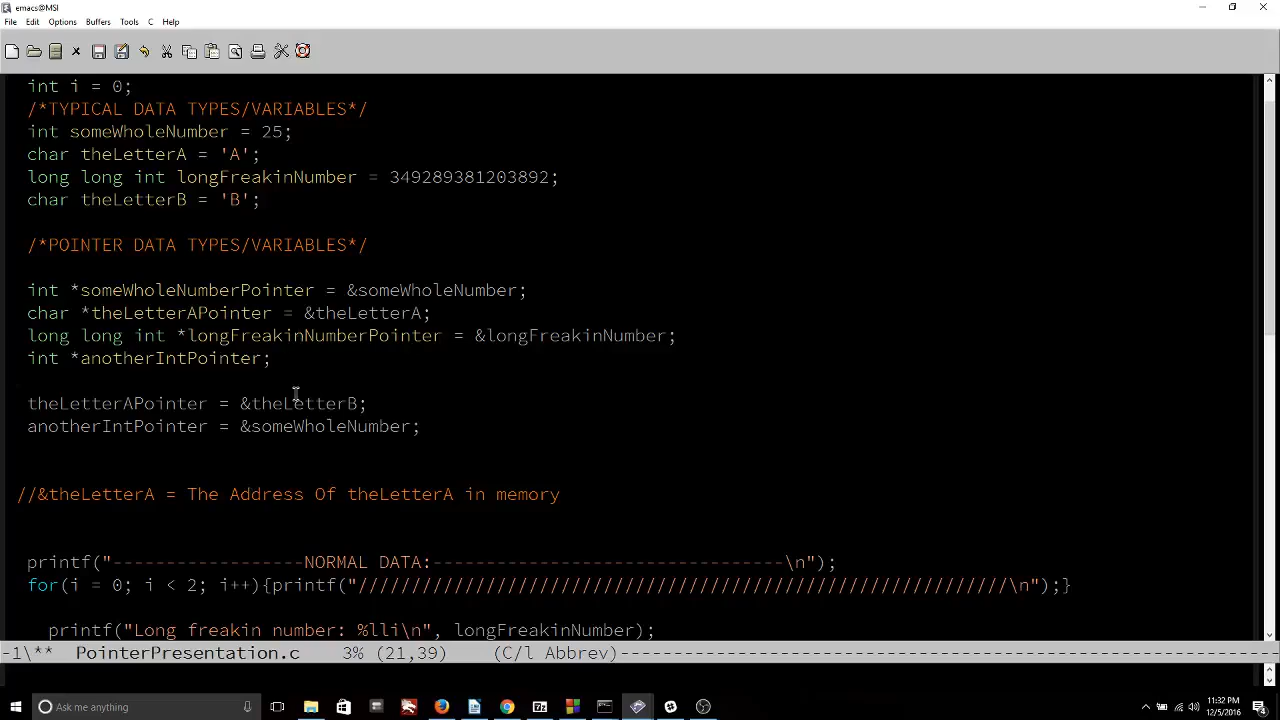 emacs@MSI
File Edit Options Buffers Tools C Help
int i = 0;
/*TYPICAL DATA TYPES/VARIABLES*/
int someWholeNumber = 25;
char theLetterA = 'A';
long long int longFreakinNumber = 349289381203892;
char theLetterB = 'B';
/*POINTER DATA TYPES/VARIABLES*/
int *someWholeNumberPointer = &someWholeNumber;
char *theLetterAPointer = &theLetterA;
long long int *longFreakinNumberPointer = &longFreakinNumber;
int *anotherIntPointer;
theLetterAPointer = &theLetterB;
anotherIntPointer = &someWholeNumber;
//&theLetterA = The Address Of theLetterA in memory
printf("------------------NORMAL DATA:---------------------------------\n");
for(i = 0; i < 2; i++){printf("/////////////////////////////////////////////////////////////\n");}
printf("Long freakin number: %lli\n", longFreakinNumber);
-1\** PointerPresentation.c 3% (21,39) (C/l Abbrev)--------------------------------------------------------------
Ask me anything
11:32 PM
12/5/2016